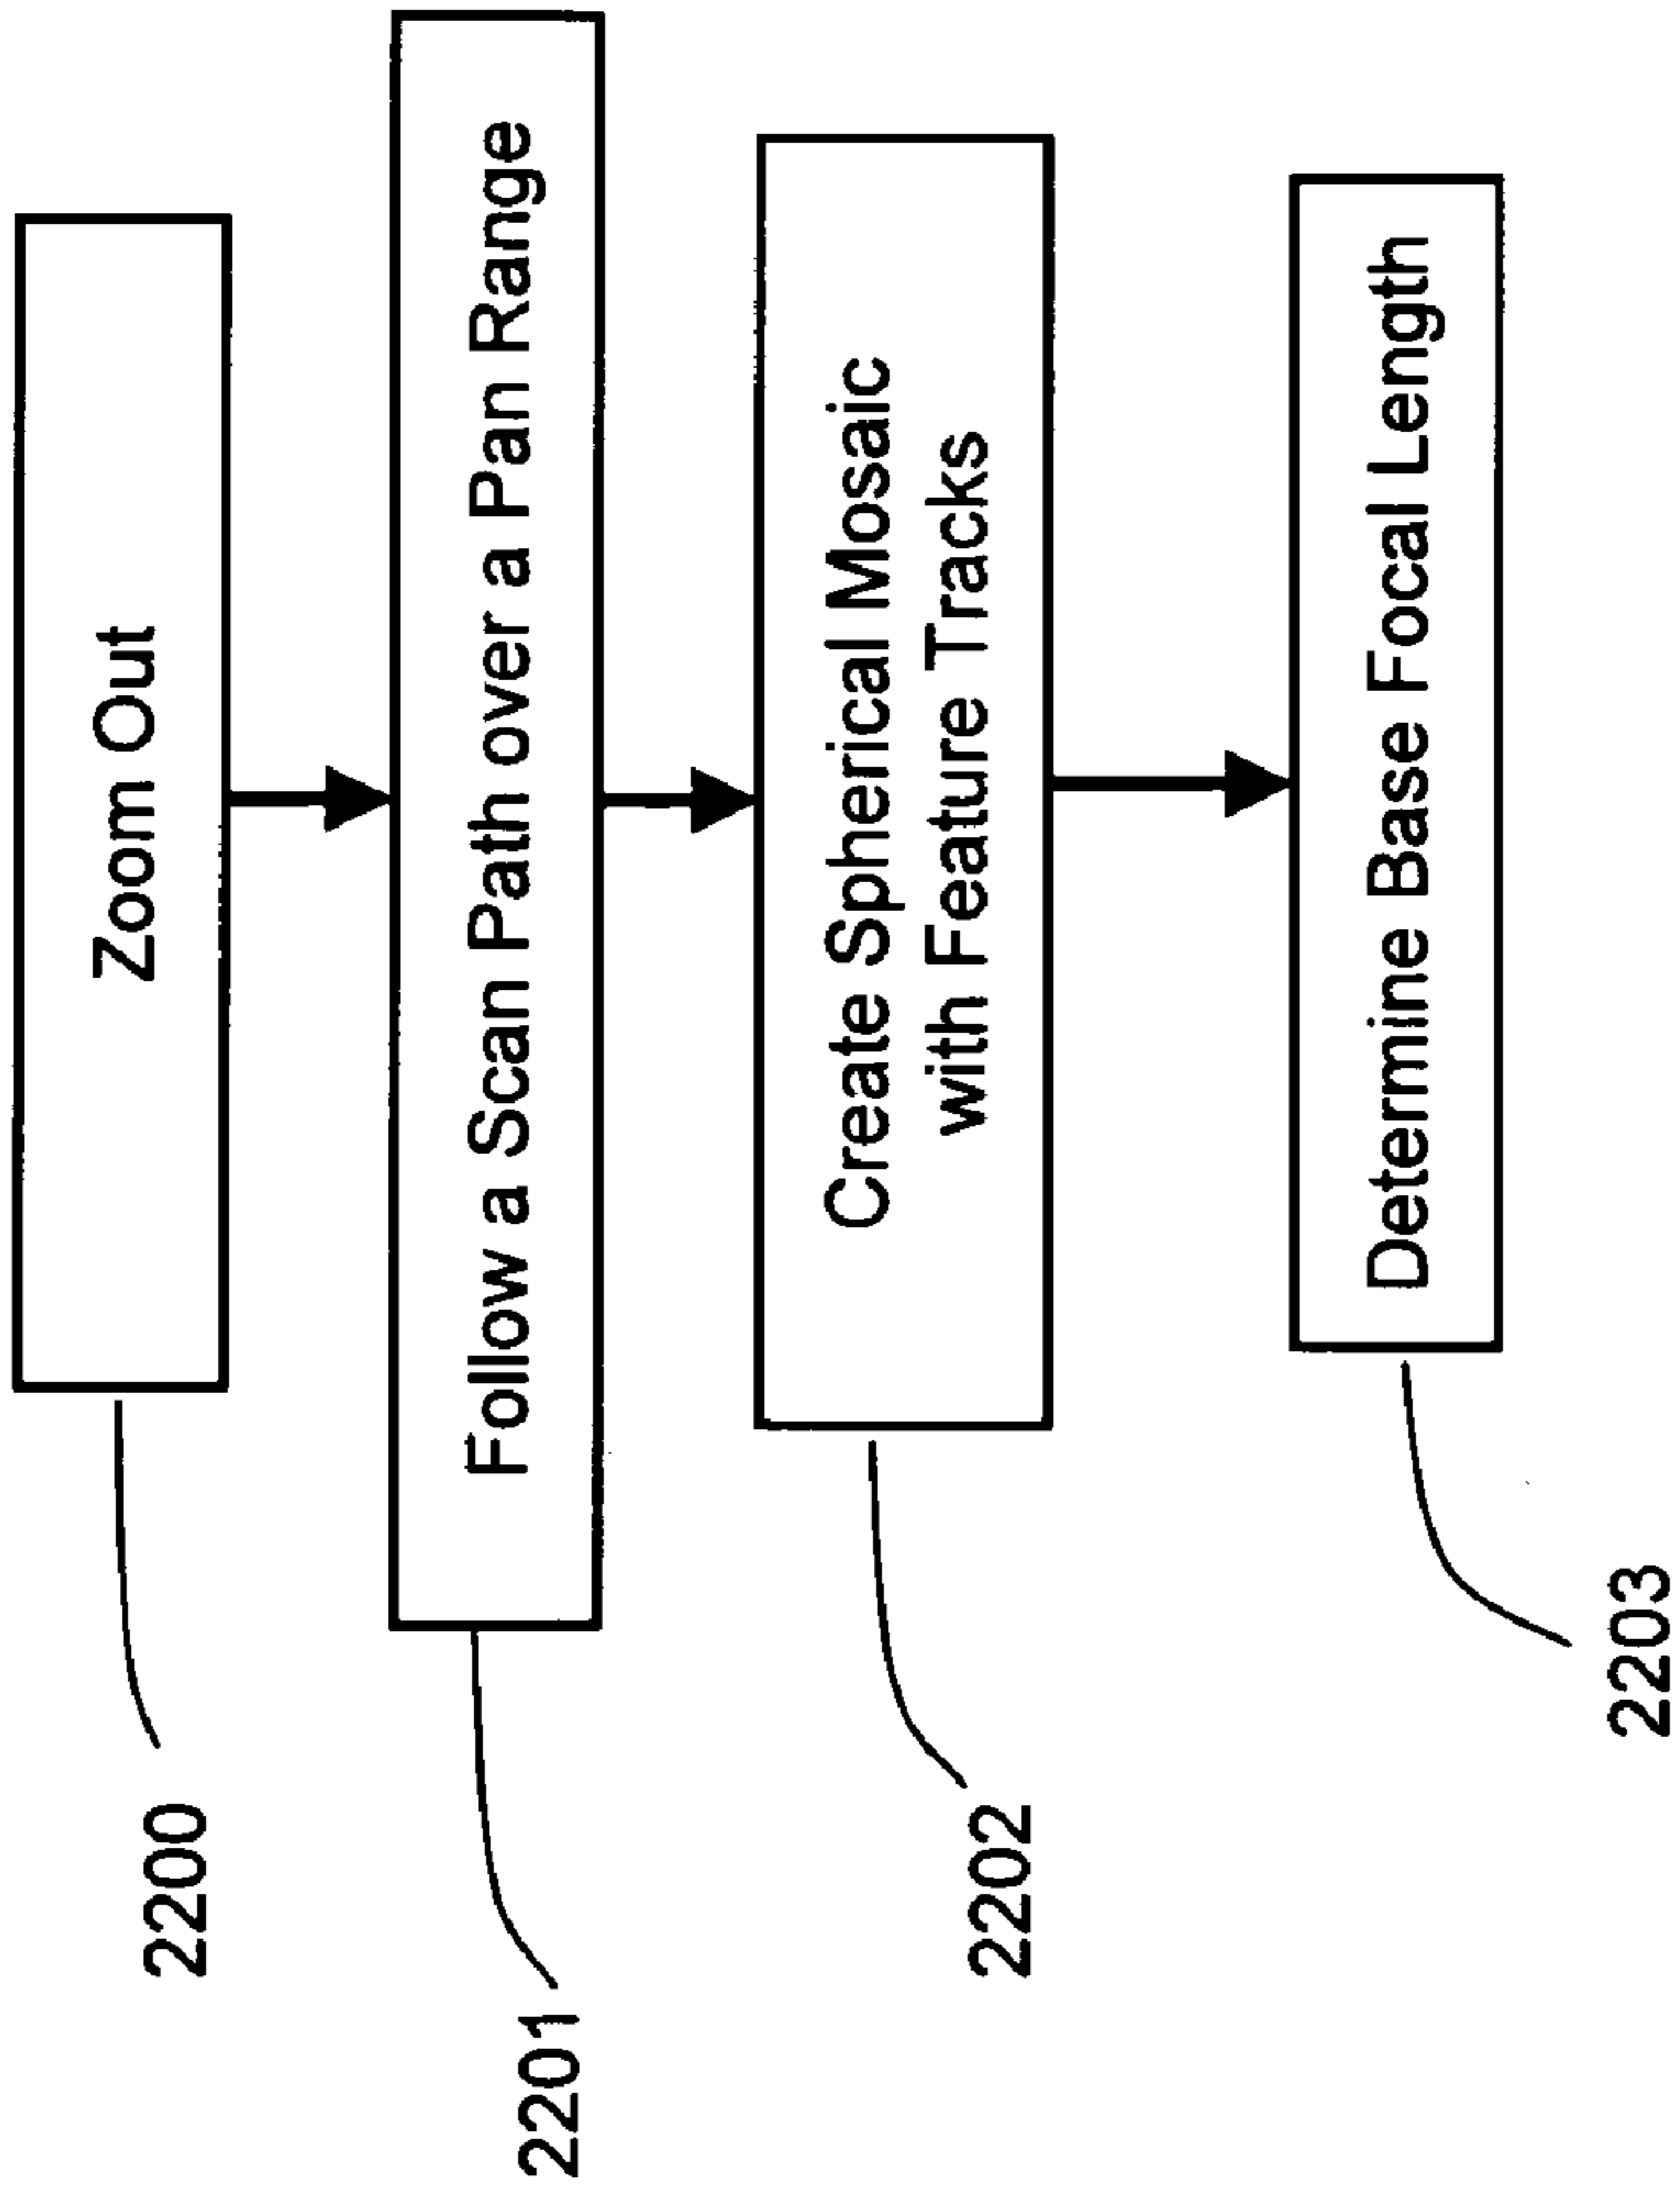 Zoom Out
2200
Follow a Scan Path over a Pan Range
2201
Create Spherical Mosaic
with Feature Tracks
2202
Determine Base Focal Length
2203